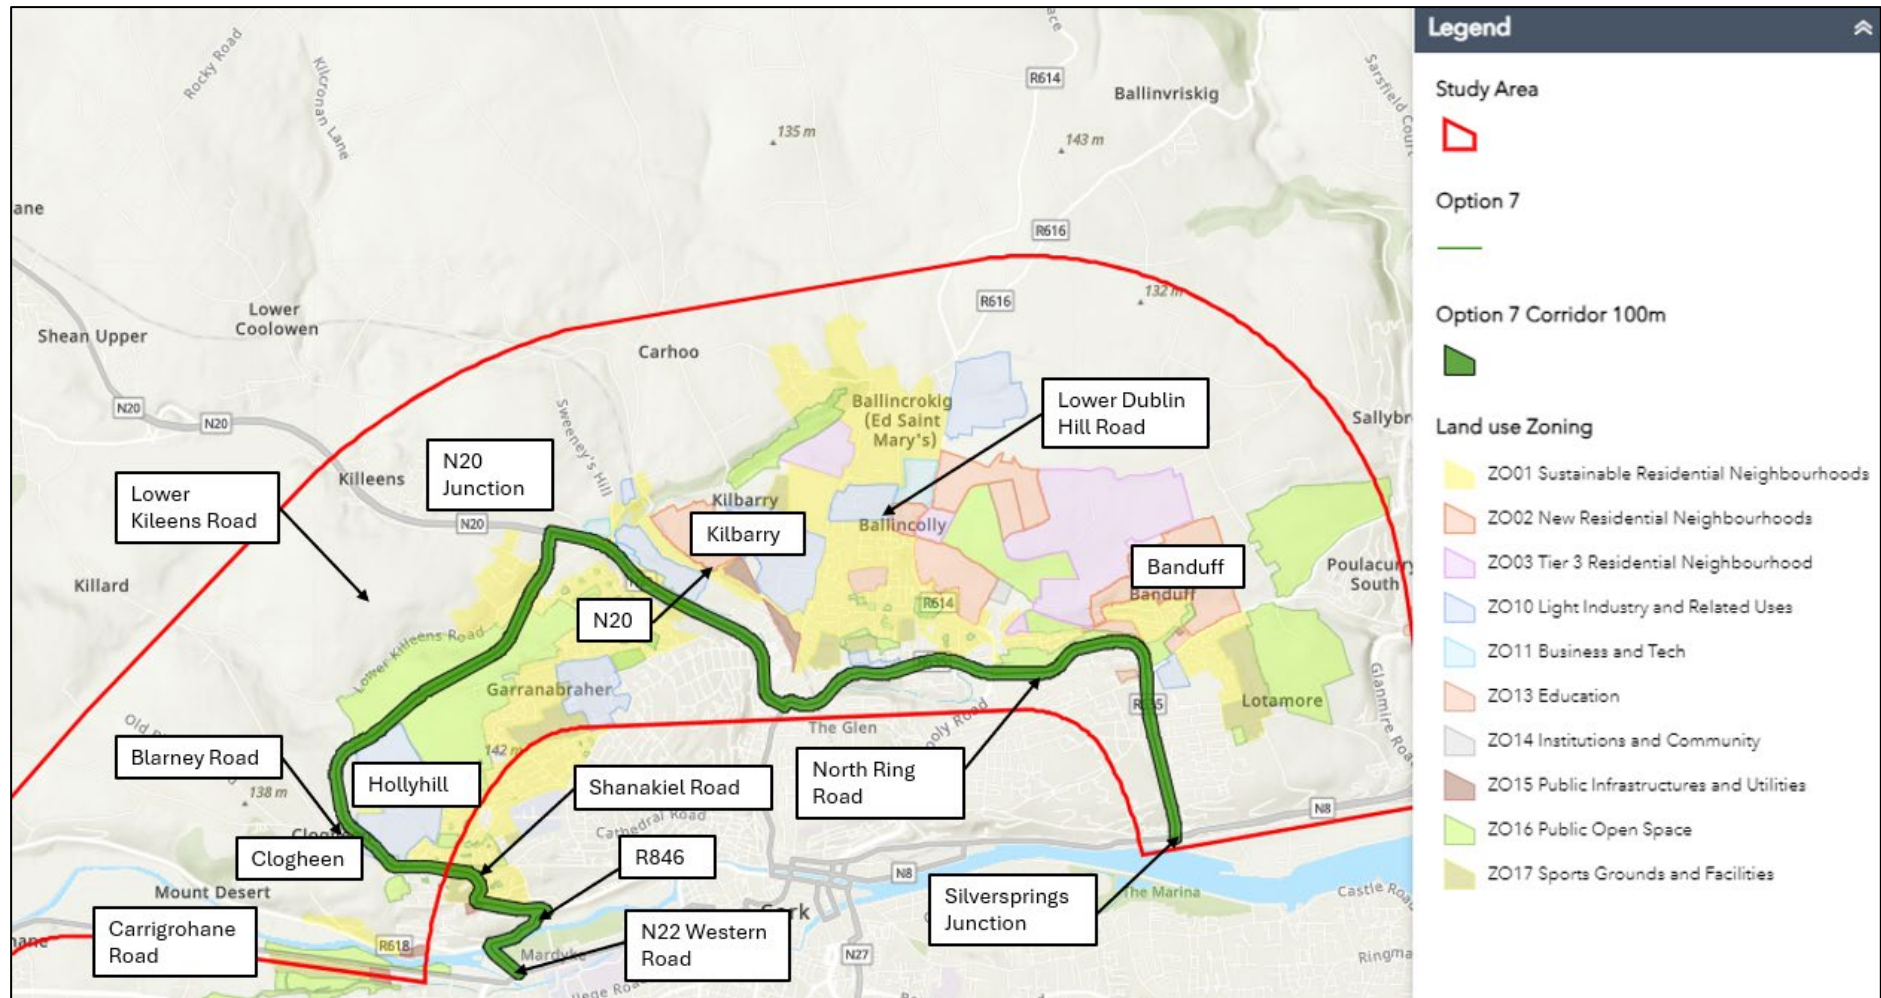 Rocky Road
Kilcronan Lane
R614
Ballinvriskig
Sarsfield Court
135 m
143 m
R616
132 m
R616
Lower
Coolowen
Shean Upper
Carhoo
N20
N20
Sweeney's Hill
Ballincrokig
(Ed Saint
Mary's)
Lower Dublin
Hill Road
N20
Junction
Killeens
Lower
Kileens Road
N20
Kilbarry
Kilbarry
Ballincolly
Banduff
Banduff
Poulacurry
South
Killard
N20
R614
Lower Kileens Road
Garranabraher
Lotamore
Glanmire
The Glen
142 m
Blarney Road
138 m
Hollyhill
Shanakiel Road
North Ring
Road
Cathedral Road
N8
Clogheen
R846
N8
Mount Desert
Silversprings
Junction
The Marina
Carrigrohane
Road
R618
Mardyke
N22 Western
Road
N27
Legend
Study Area
Option 7
Option 7 Corridor 100m
Land use Zoning
ZO01 Sustainable Residential Neighbourhoods
ZO02 New Residential Neighbourhoods
ZO03 Tier 3 Residential Neighbourhood
ZO10 Light Industry and Related Uses
ZO11 Business and Tech
ZO13 Education
ZO14 Institutions and Community
ZO15 Public Infrastructures and Utilities
ZO16 Public Open Space
ZO17 Sports Grounds and Facilities